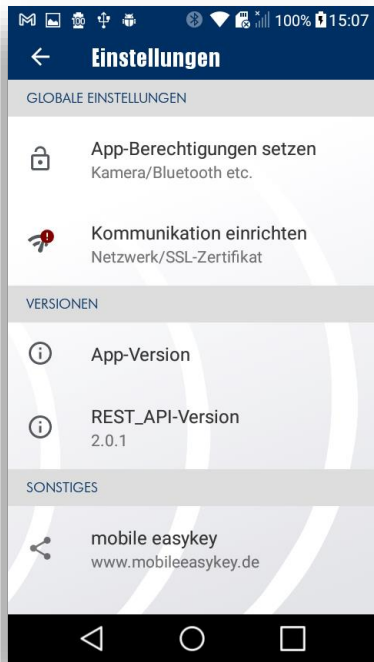 100% 15:07
Einstellungen
GLOBALE EINSTELLUNGEN
App-Berechtigungen setzen
Kamera/Bluetooth etc.
Kommunikation einrichten
Netzwerk/SSL-Zertifikat
VERSIONEN
App-Version
REST_API-Version
2.0.1
SONSTIGES
mobile easykey
www.mobileeasykey.de